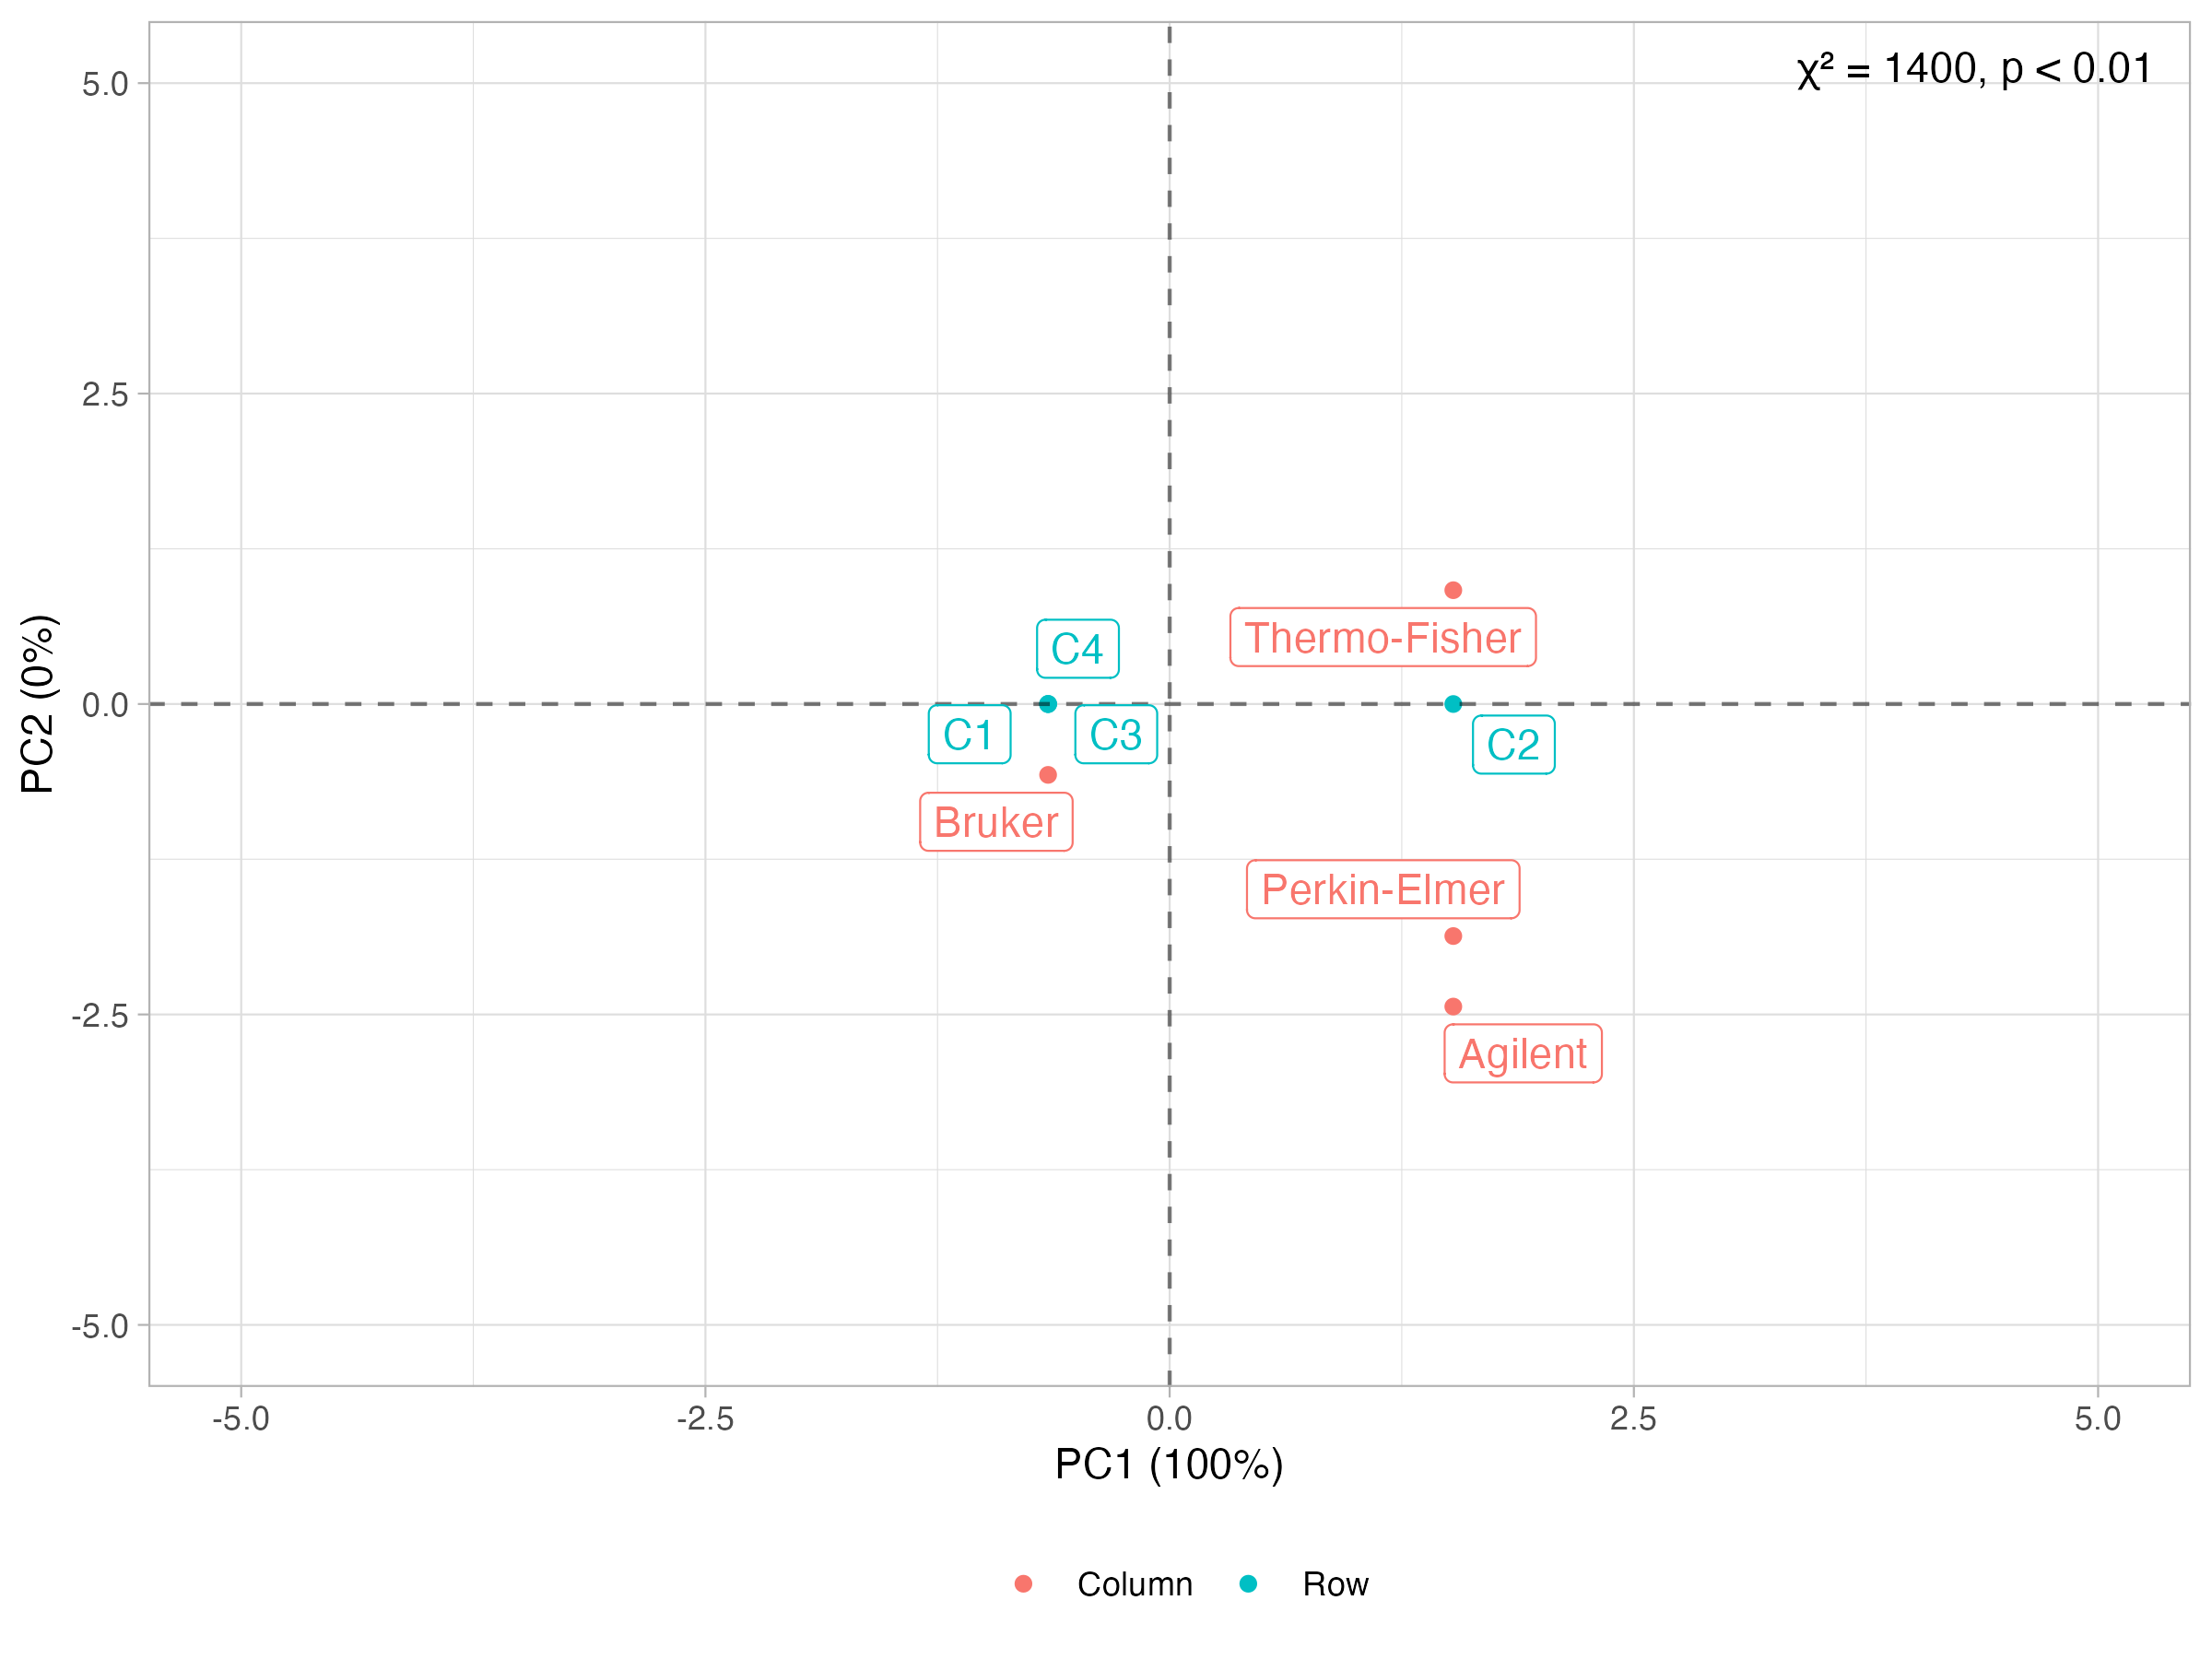 χ² = 1400, p < 0.01
5.0
2.5
0.0
-2.5
-5.0
PC2 (0%)
Thermo-Fisher
C4
C1
C3
C2
Bruker
Perkin-Elmer
Agilent
-5.0
-2.5
0.0
2.5
5.0
PC1 (100%)
Column
Row